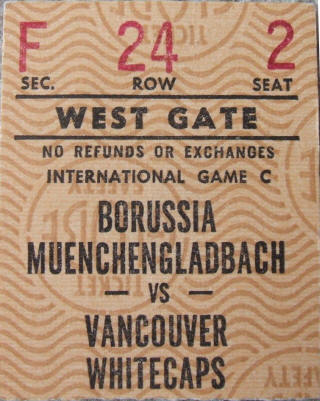 F 24 2
SEC. ROW SEAT
WEST GATE
NO REFUNDS OR EXCHANGES
INTERNATIONAL GAME C
BORUSSIA
MUENCHENGLADBACH
— VS —
VANCOUVER
WHITECAPS